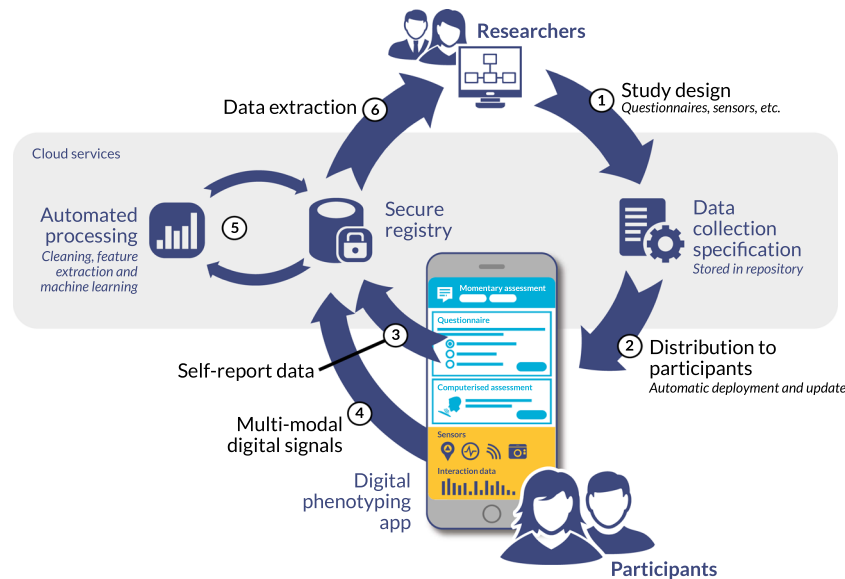 Researchers
1
Study design
Questionnaires, sensors, etc.
Data extraction
6
Cloud services
Automated
processing
Cleaning, feature
extraction and
machine learning
5
Secure
registry
Data
collection
specification
Stored in repository
Momentary assessment
Questionnaire
3
Self-report data
2
Distribution to
participants
Automatic deployment and update
Computerised assessment
4
Multi-modal
digital signals
Sensors
Interaction data
Digital
phenotyping
app
Participants